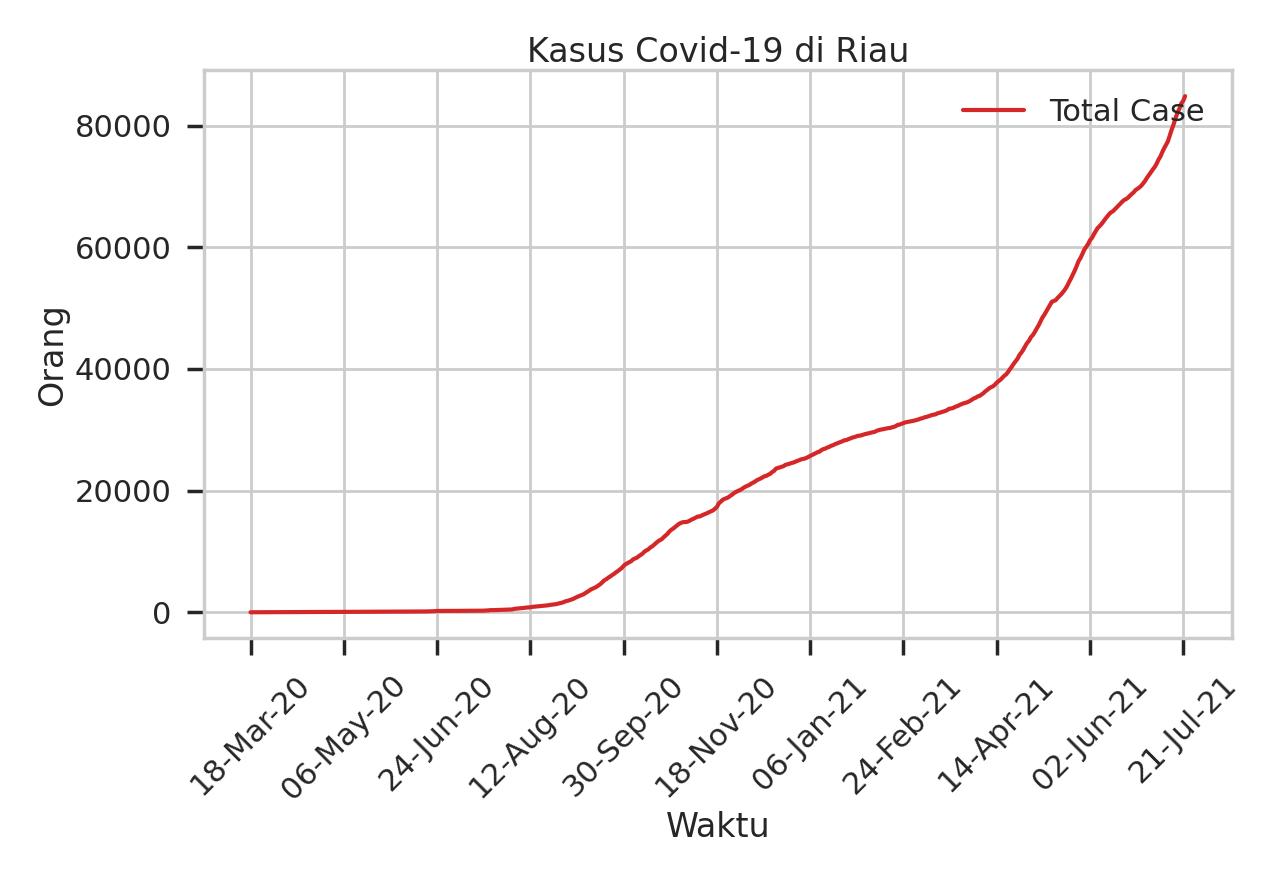 Kasus Covid-19 di Riau
Total Case
80000
60000
40000
20000
0
Orang
18-Mar-20
06-May-20
24-Jun-20
12-Aug-20
30-Sep-20
18-Nov-20
06-Jan-21
24-Feb-21
14-Apr-21
02-Jun-21
21-Jul-21
Waktu